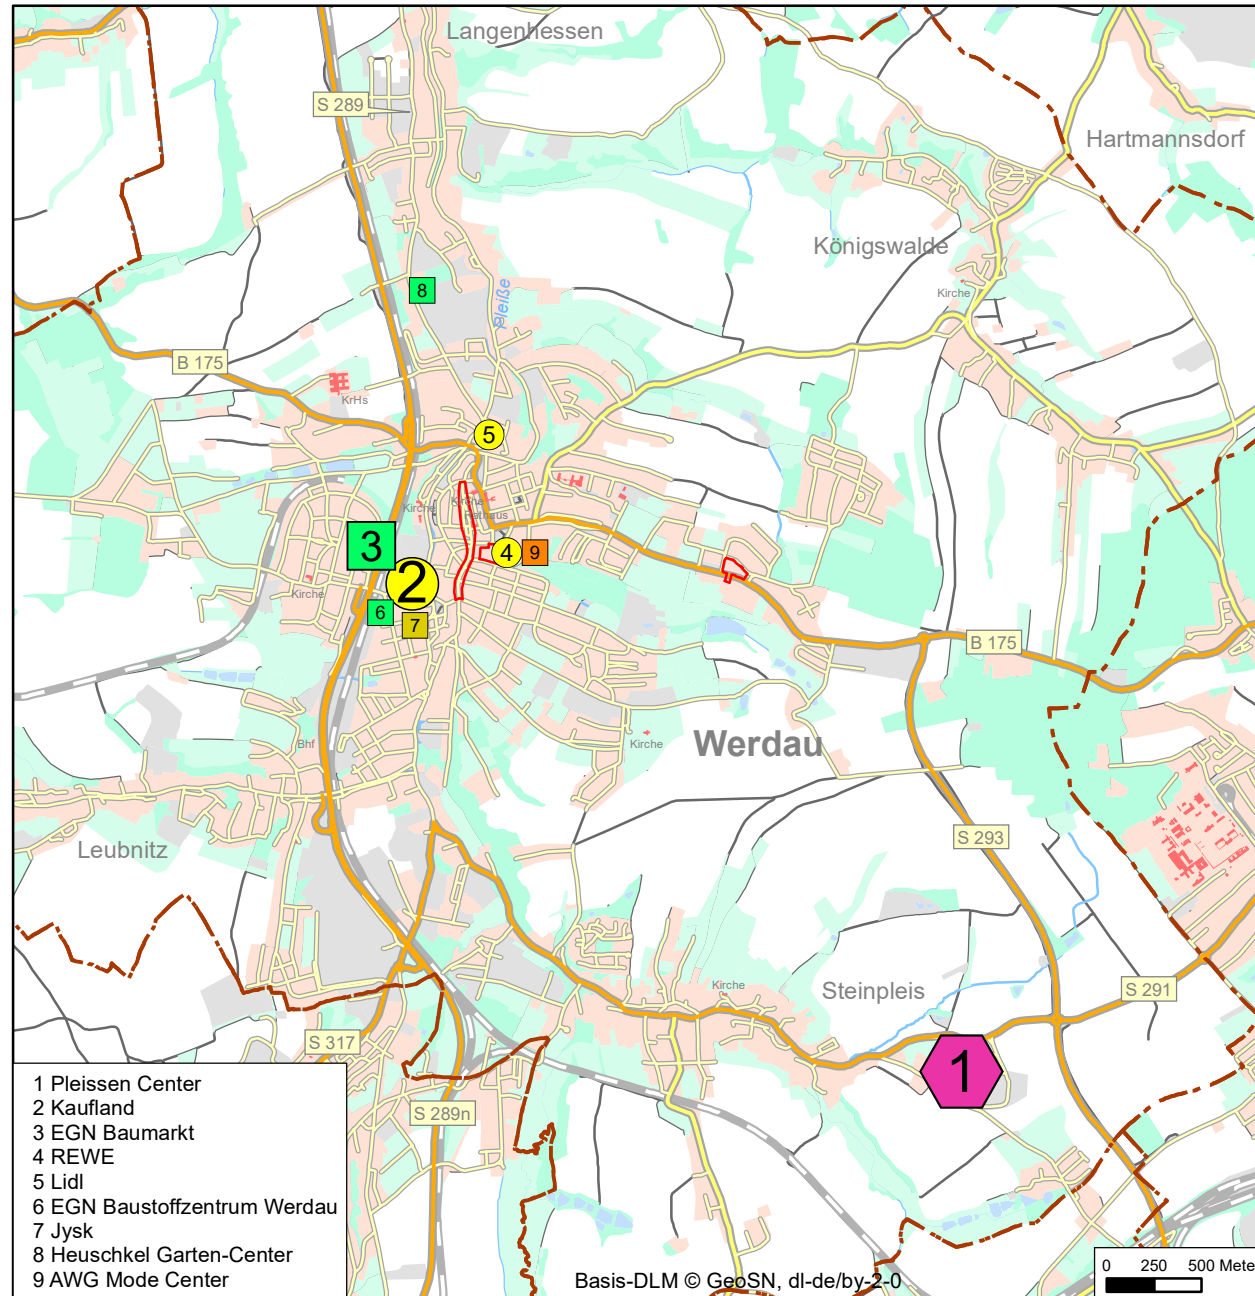 Langenhessen
S 289
Hartmannsdorf
Königswalde
Kirche
8
Pleiße
B 175
KrHs
5
Kirche
Kirche
Rathaus
3
4
9
2
Kirche
6
7
B 175
Bhf
Kirche
Werdau
S 293
Leubnitz
Kirche
Steinpleis
S 291
S 317
1
S 289n
1 Pleissen Center
2 Kaufland
3 EGN Baumarkt
4 REWE
5 Lidl
6 EGN Baustoffzentrum Werdau
7 Jysk
8 Heuschkel Garten-Center
9 AWG Mode Center
Basis-DLM © GeoSN, dl-de/by-2-0
0 250 500 Mete